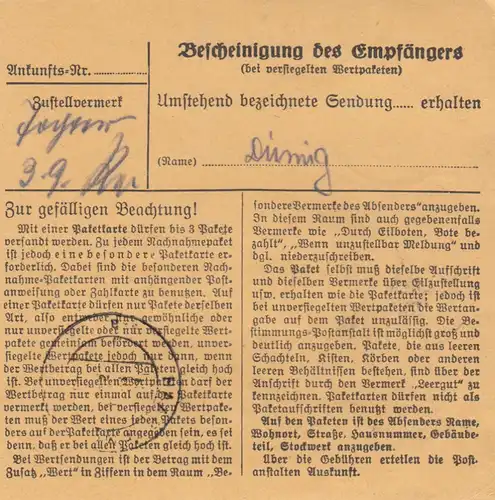 Ankunfts-Nr.
Zustellvermerk
3 9.
Bescheinigung des Empfängers
(bei versiegelten Wertpaketen)
Umstehend bezeichnete Sendung..... erhalten
(Name)
Zur gefälligen Beachtung!
Mit einer Paketkarte dürfen bis 3 Pakete
versandt werden. Zu jedem Nachnahmepaket
ist jedoch eine besondere Paketkarte er-
forderlich. Dabei sind die besonderen Nach-
nahme-Paketkarten mit anhängender Post-
anweisung oder Zahlkarte zu benutzen. Auf
einer Paketkarte dürfen nur Pakete derselben
Art, also entweder nur gewöhnliche oder
nur unversiegelte oder nur versiegelte Wert-
pakete gemeinsam befördert werden, unver-
siegelte Wertpakete jedoch nur dann, wenn
der Wertbetrag bei allen Paketen gleich hoch
ist. Bei unversiegelten Wertpaketen darf der
Wertbetrag nur einmal auf der Paketkarte
vermerkt werden, bei versiegelten Wertpake-
ten muß der Wert eines jeden Pakets beson-
ders auf der Paketkarte angegeben sein, es sei
denn, daß er bei allen Paketen gleich hoch ist.
Bei Wertsendungen ist der Betrag mit dem
Zusatz „Wert“ in Ziffern in dem Raum „Be-
sondere Vermerke des Absenders“ anzugeben.
In diesem Raum sind auch gegebenenfalls
Vermerke wie „Durch Eilboten, Bote be-
zahlt“, „Wenn unzustellbar Meldung“ und
dgl. niederzuschreiben.
Das Paket selbst muß dieselbe Aufschrift
und dieselben Vermerke über Eilzustellung
usw. erhalten wie die Paketkarte; jedoch ist
bei unversiegelten Wertpaketen die Wertan-
gabe auf dem Paket unzulässig. Die Be-
stimmungs-Postanstalt ist möglichst groß und
deutlich anzugeben. Pakete, die aus leeren
Schachteln, Kisten, Körben oder anderen
leeren Behältnissen bestehen, sind über der
Anschrift durch den Vermerk „Leergut“ zu
kennzeichnen. Paketkarten dürfen nicht als
Paketaufschriften benutzt werden.
Auf den Paketen ist des Absenders Name,
Wohnort, Straße, Hausnummer, Gebäude-
teil, Stockwerk anzugeben.
Über die Gebühren erteilen die Post-
anstalten Auskunft.